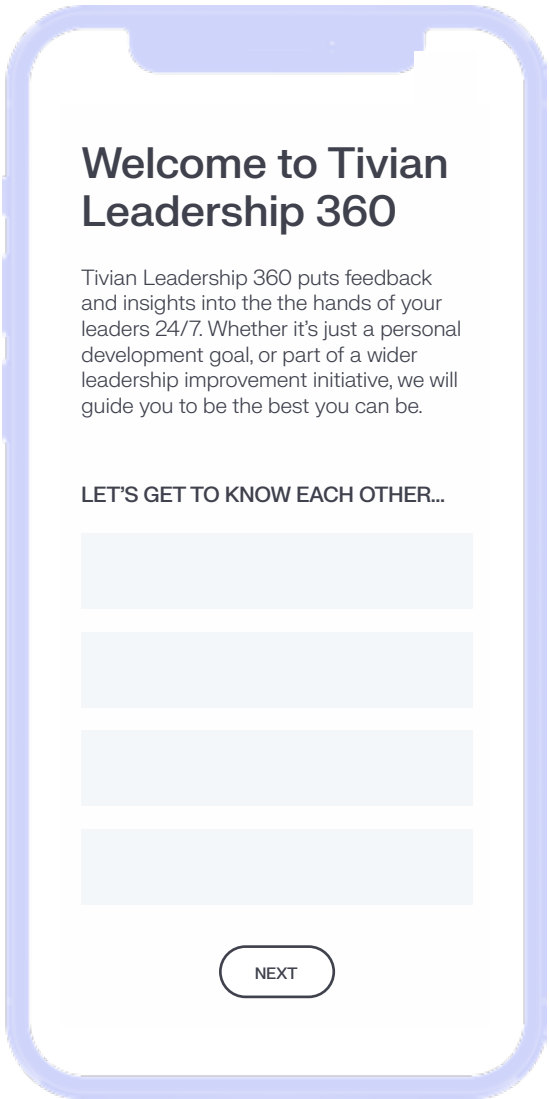 Welcome to Tivian
Leadership 360
Tivian Leadership 360 puts feedback
and insights into the the hands of your
leaders 24/7. Whether it’s just a personal
development goal, or part of a wider
leadership improvement initiative, we will
guide you to be the best you can be.
LET’S GET TO KNOW EACH OTHER...
NEXT